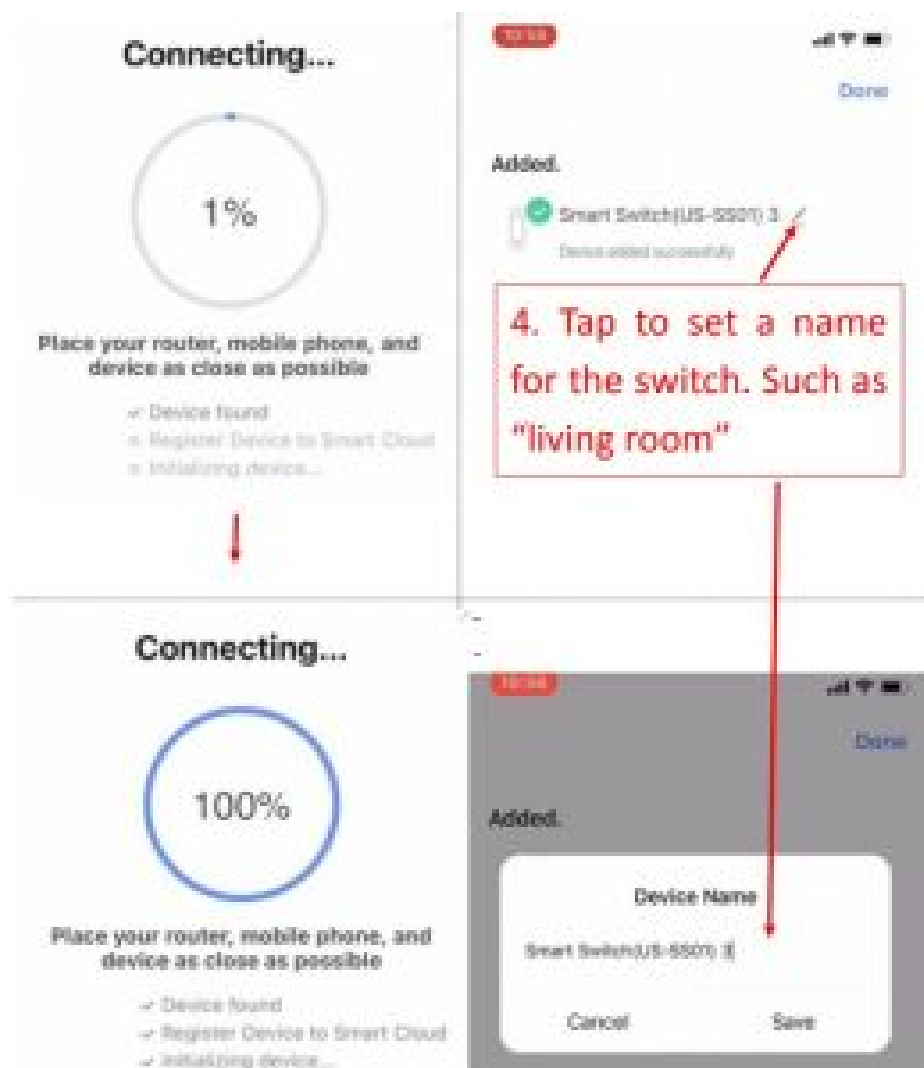 Connecting...
1%
Place your router, mobile phone, and
device as close as possible
✓ Device found
Register Device to Smart Cloud
Initializing device...
Done
Added.
Smart Switch(US-SS01) 3
Device added successfully
4. Tap to set a name
for the switch. Such as
“living room”
Connecting...
100%
Place your router, mobile phone, and
device as close as possible
✓ Device found
✓ Register Device to Smart Cloud
✓ Initializing device...
Done
Added.
Device Name
Smart Switch(US-SS01) 3
Cancel
Save